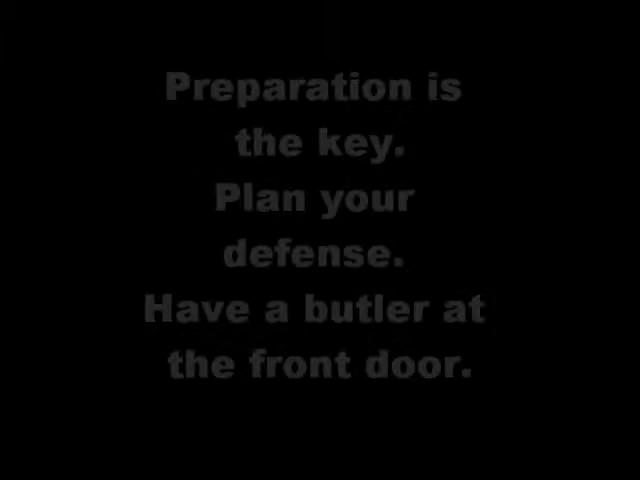 Preparation is
the key.
Plan your
defense.
Have a butler at
the front door.